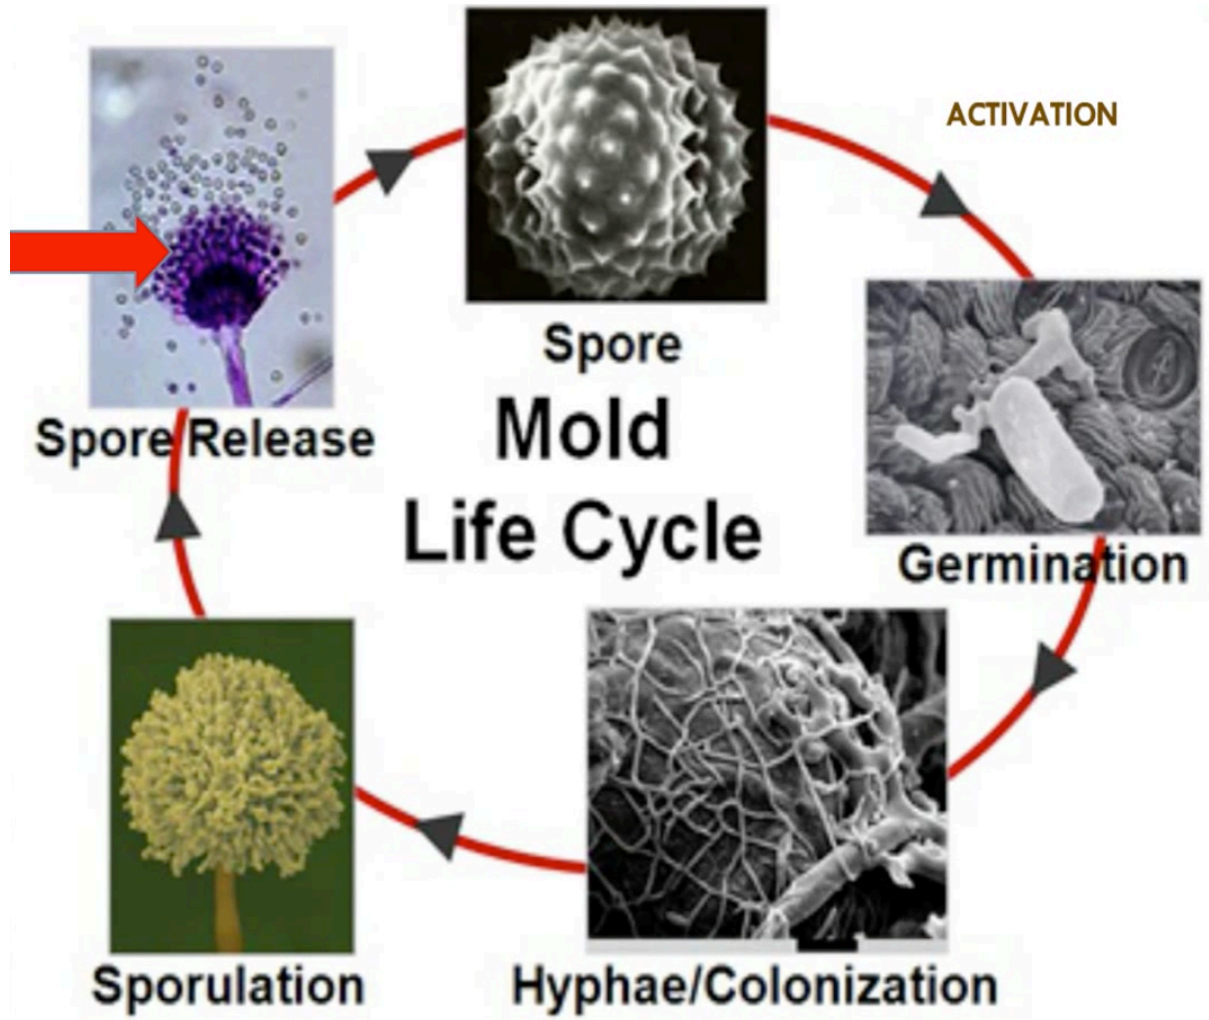 ACTIVATION
Spore
Spore Release
Mold
Life Cycle
Germination
Sporulation
Hyphae/Colonization